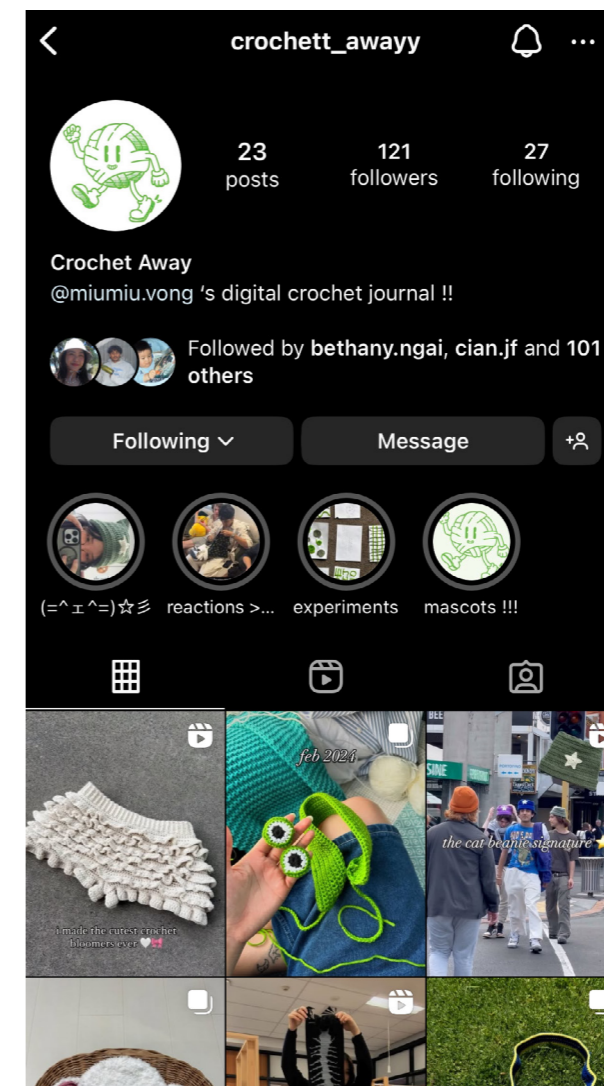 crochett_awayy
23 121 27
posts followers following
Crochet Away
@miumiu.vong ‘s digital crochet journal !!
Followed by bethany.ngai, cian.jf and 101
others
Following Message
(=^ェ^=)☆彡 reactions >... experiments mascots !!!
feb 2024
SINE
the cat beanie signature
i made the cutest crochet
bloomers ever 🤍🎀